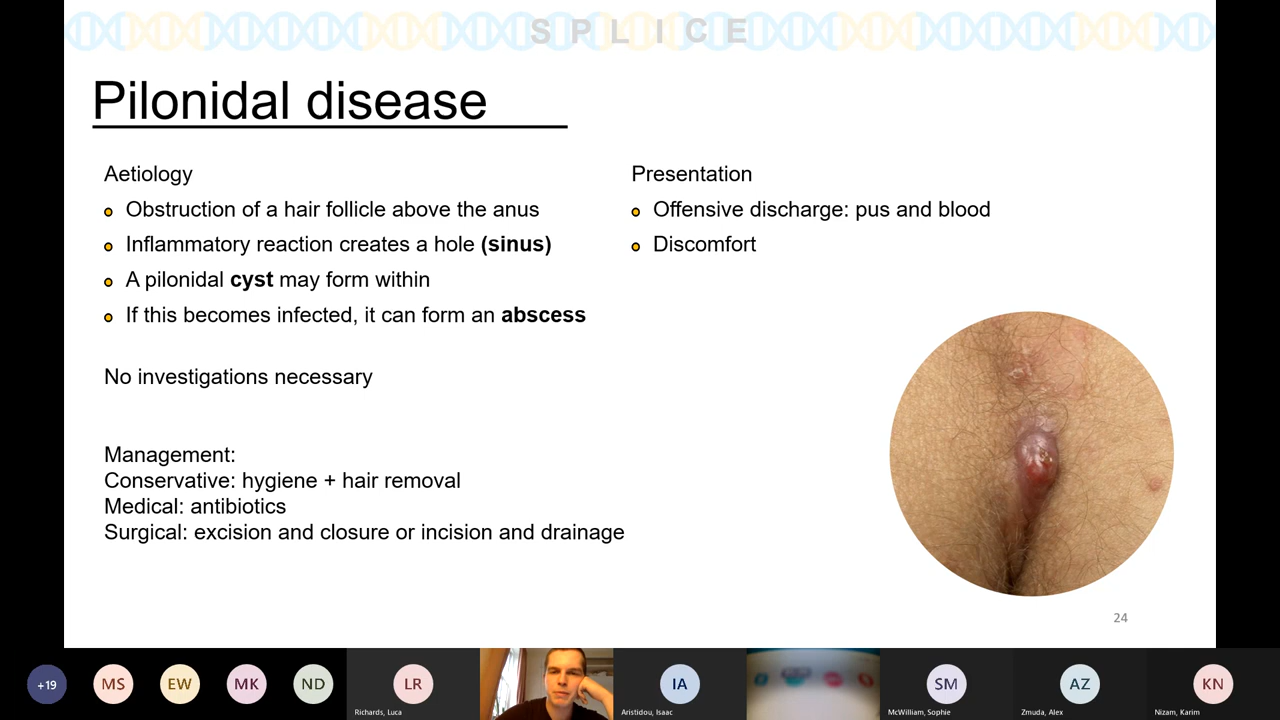 SPLICE
Pilonidal disease
Aetiology
Obstruction of a hair follicle above the anus
Inflammatory reaction creates a hole (sinus)
A pilonidal cyst may form within
If this becomes infected, it can form an abscess
No investigations necessary
Management:
Conservative: hygiene + hair removal
Medical: antibiotics
Surgical: excision and closure or incision and drainage
Presentation
Offensive discharge: pus and blood
Discomfort
24
+19
MS
EW
MK
ND
LR
Richards, Luca
IA
Aristidou, Isaac
SM
McWilliam, Sophie
AZ
Zmuda, Alex
KN
Nizam, Karim